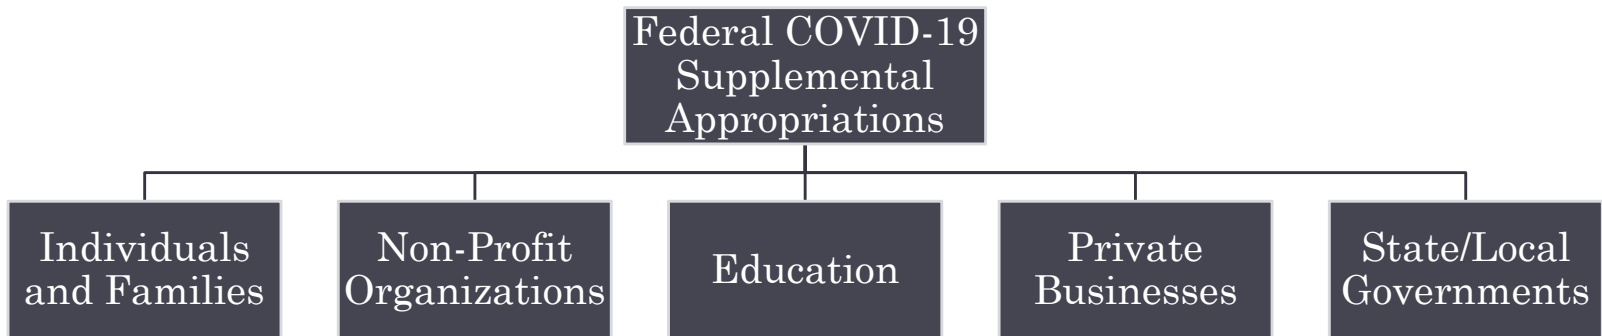 Federal COVID-19
Supplemental
Appropriations
Individuals
and Families
Non-Profit
Organizations
Education
Private
Businesses
State/Local
Governments